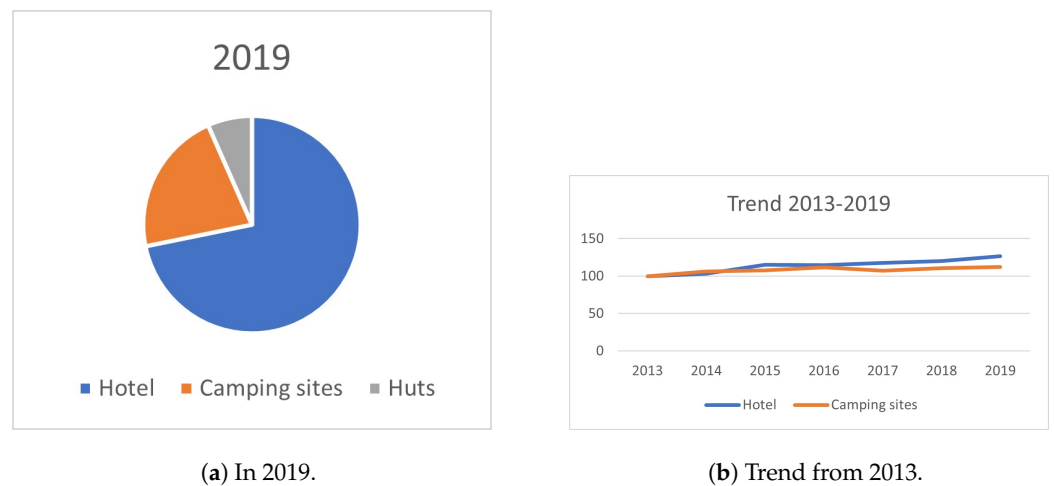 2019
Hotel Camping sites Huts
(a) In 2019.
Trend 2013-2019
150
100
50
0
2013 2014 2015 2016 2017 2018 2019
Hotel Camping sites
(b) Trend from 2013.